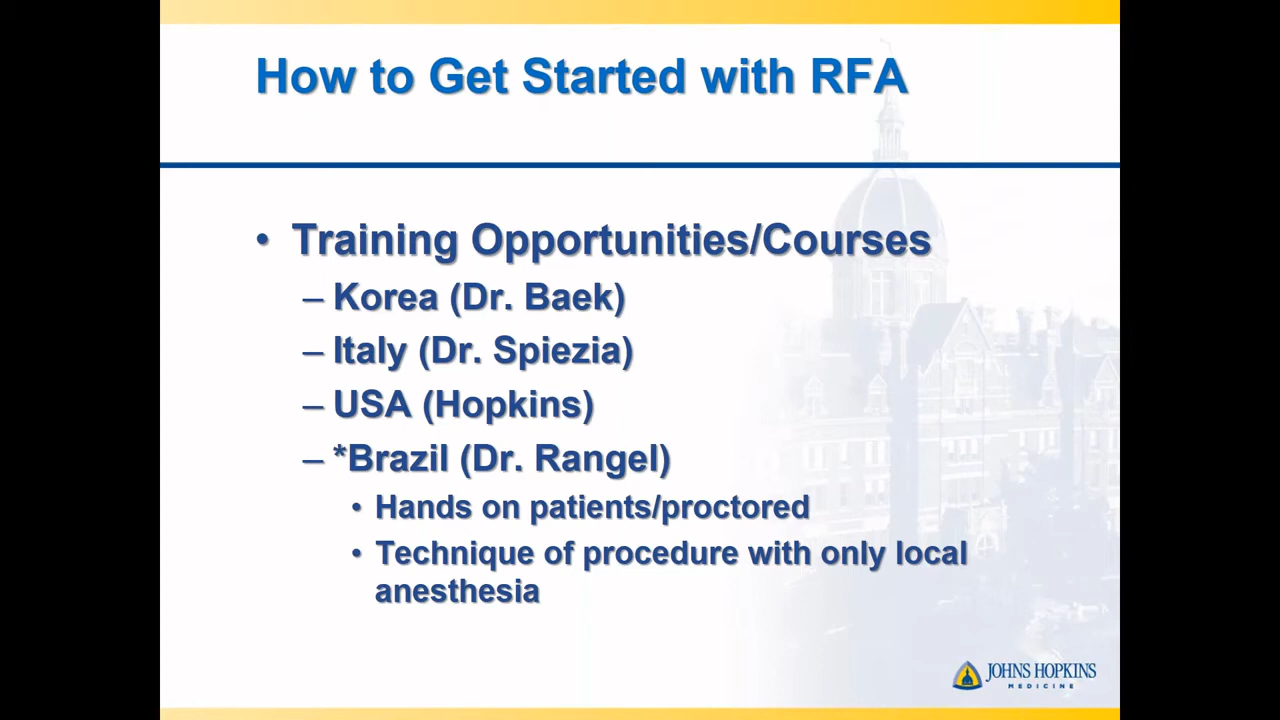 How to Get Started with RFA
• Training Opportunities/Courses
– Korea (Dr. Baek)
– Italy (Dr. Spiezia)
– USA (Hopkins)
– *Brazil (Dr. Rangel)
• Hands on patients/proctored
• Technique of procedure with only local
anesthesia
JOHNS HOPKINS
MEDICINE